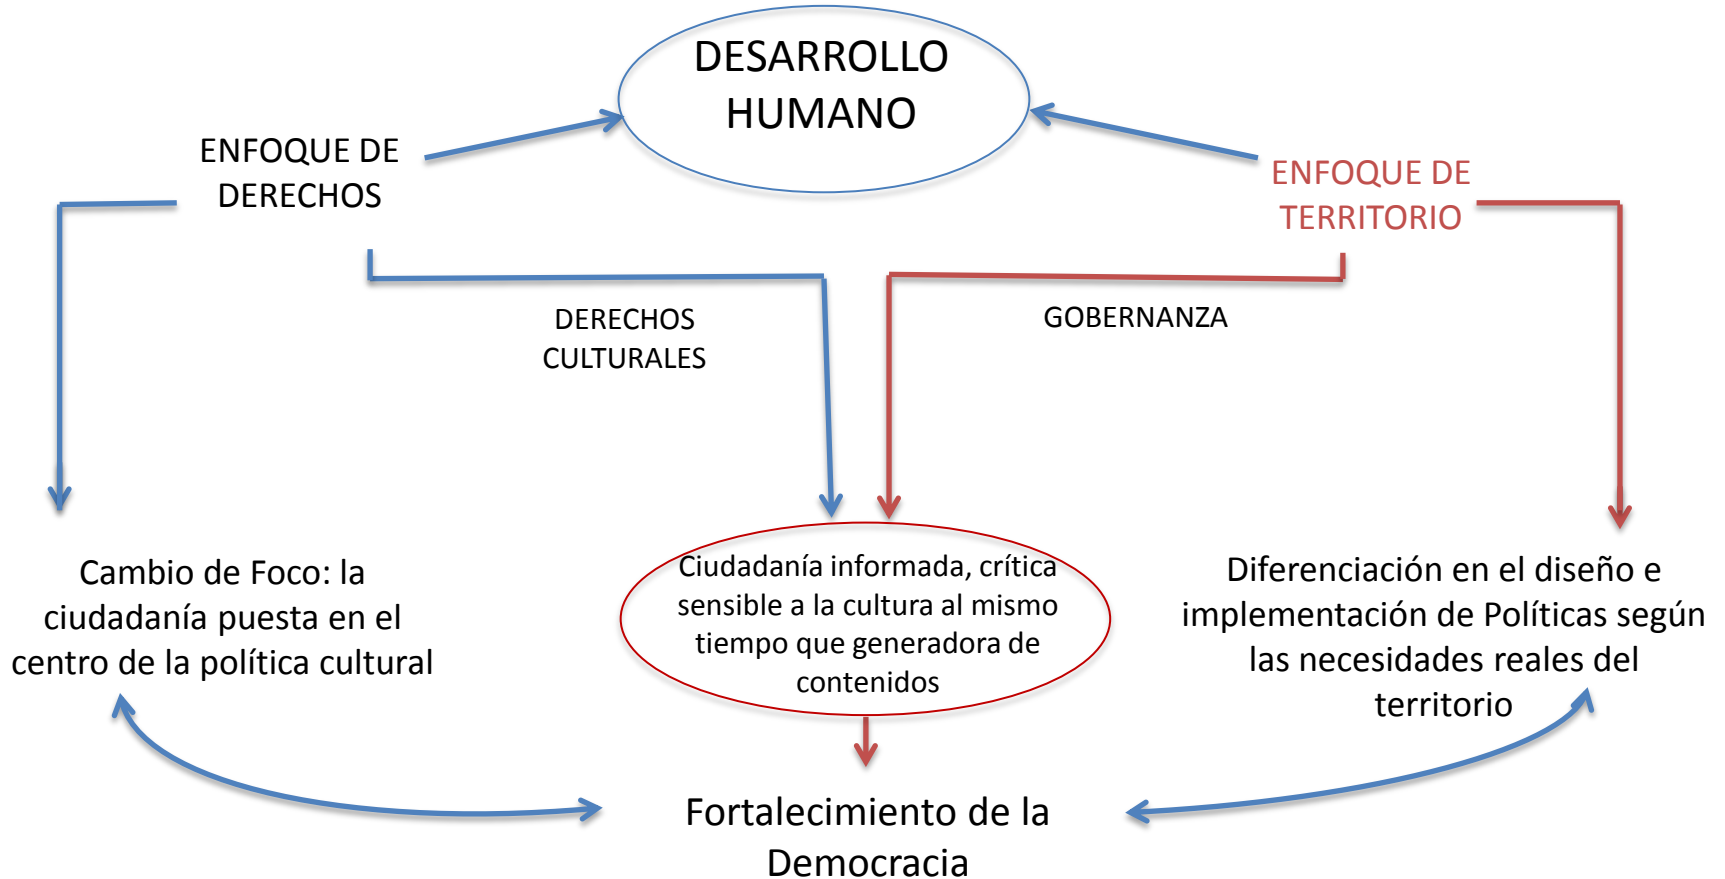 DESARROLLO
HUMANO
ENFOQUE DE
DERECHOS
ENFOQUE DE
TERRITORIO
DERECHOS
CULTURALES
GOBERNANZA
Cambio de Foco: la
ciudadanía puesta en el
centro de la política cultural
Ciudadanía informada, crítica
sensible a la cultura al mismo
tiempo que generadora de
contenidos
Diferenciación en el diseño e
implementación de Políticas según
las necesidades reales del
territorio
Fortalecimiento de la
Democracia